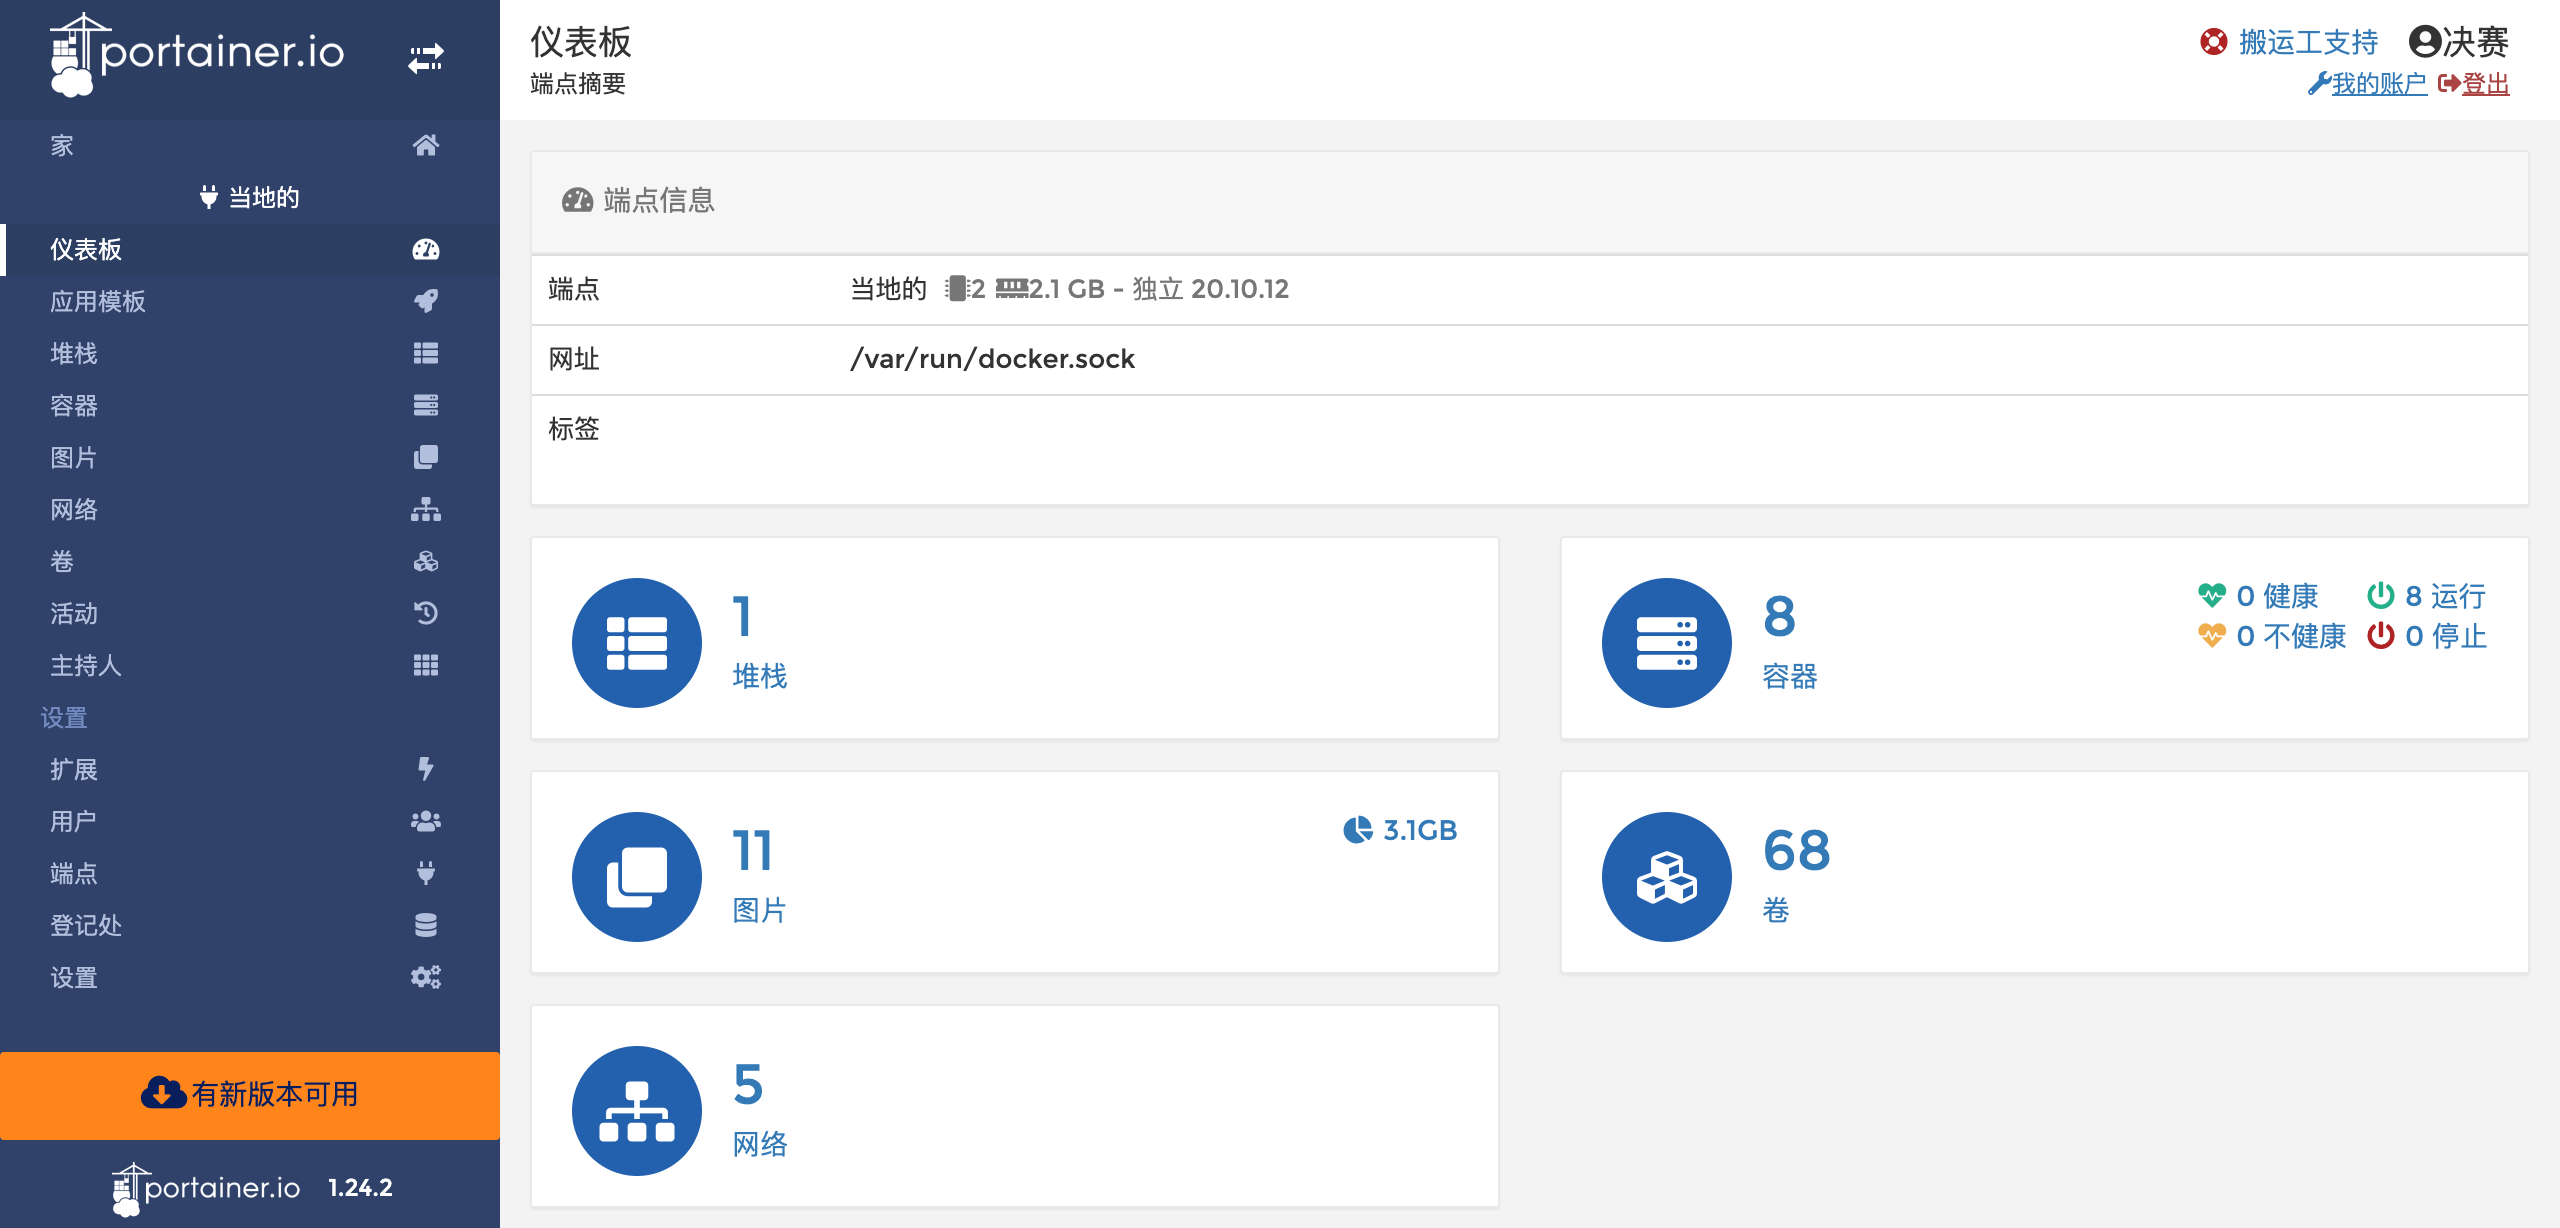 portainer.io
家
当地的
仪表板
应用模板
堆栈
容器
图片
网络
卷
活动
主持人
设置
扩展
用户
端点
登记处
设置
有新版本可用
portainer.io 1.24.2
仪表板
端点摘要
搬运工支持 决赛
我的账户 登出
端点信息
端点 当地的 2 2.1 GB - 独立 20.10.12
网址 /var/run/docker.sock
标签
1
堆栈
8
容器
0 健康 8 运行
0 不健康 0 停止
11
图片
3.1GB
68
卷
5
网络